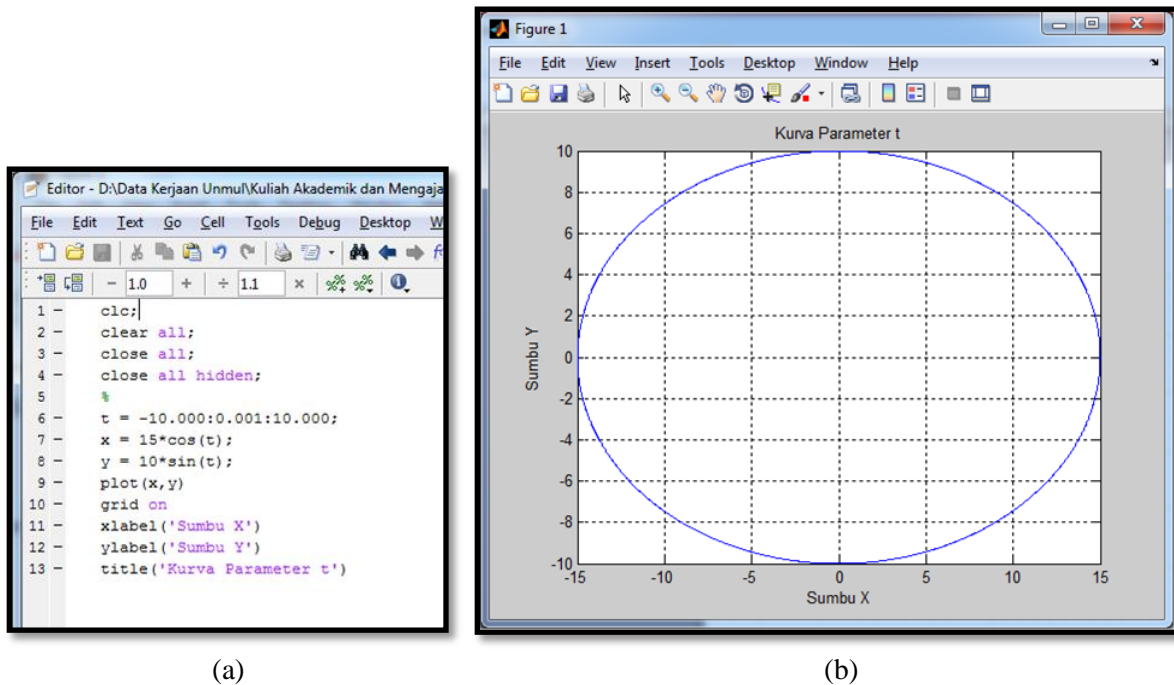 Editor - D:\Data Kerjaan Unmul\Kuliah Akademik dan Mengaja
File Edit Text Go Cell Tools Debug Desktop W
- 1.0 + ÷ 1.1 ×
1 - clc;
2 - clear all;
3 - close all;
4 - close all hidden;
5 %
6 - t = -10.000:0.001:10.000;
7 - x = 15*cos(t);
8 - y = 10*sin(t);
9 - plot(x,y)
10 - grid on
11 - xlabel('Sumbu X')
12 - ylabel('Sumbu Y')
13 - title('Kurva Parameter t')
(a)
Figure 1
File Edit View Insert Tools Desktop Window Help
Kurva Parameter t
10
8
6
4
2
0
-2
-4
-6
-8
-10
Sumbu Y
-15 -10 -5 0 5 10 15
Sumbu X
(b)